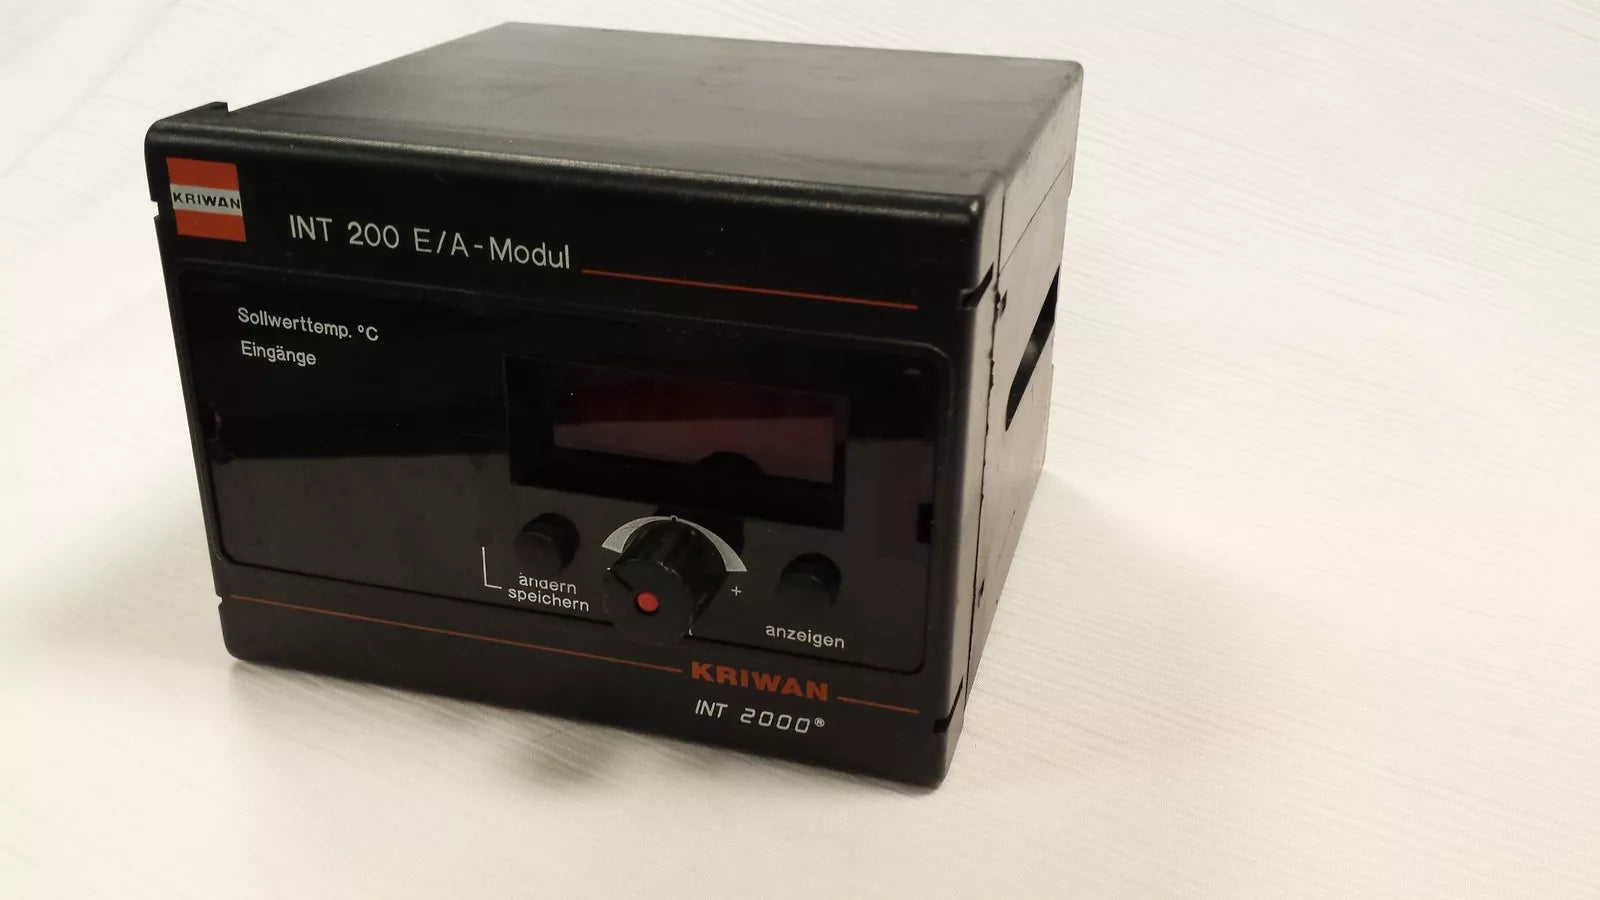 KRIWAN
INT 200 E/A-Modul
Sollwerttemp. °C
Eingänge
ändern
speichern
+
anzeigen
KRIWAN
INT 2000®